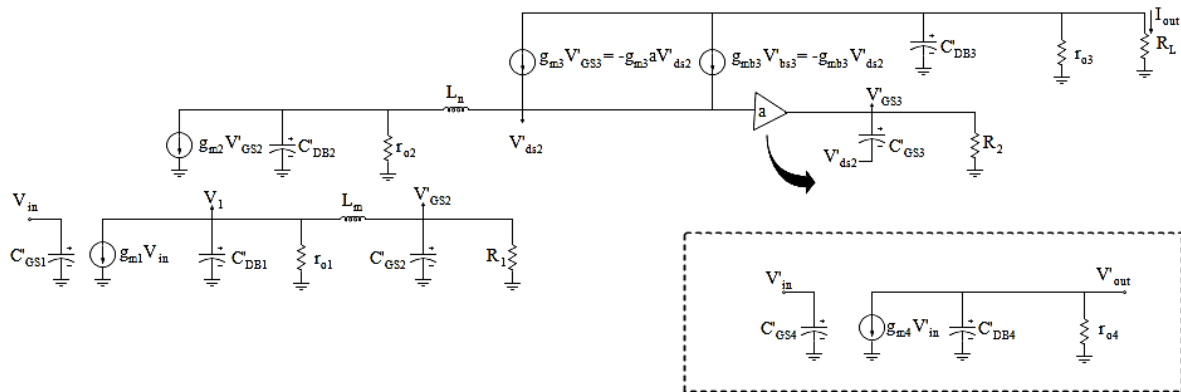 g_m3 V'_GS3 = -g_m3 aV'_ds2
g_mb3 V'_bs3 = -g_mb3 V'_ds2
C'_DB3
r_o3
I_out
R_L
L_n
V'_ds2
a
V'_GS3
C'_GS3
V'_ds2
R_2
g_m2 V'_GS2
C'_DB2
r_o2
V_in
C'_GS1
g_m1 V_in
V_1
C'_DB1
r_o1
L_m
V'_GS2
C'_GS2
R_1
V'_in
C'_GS4
g_m4 V'_in
C'_DB4
r_o4
V'_out